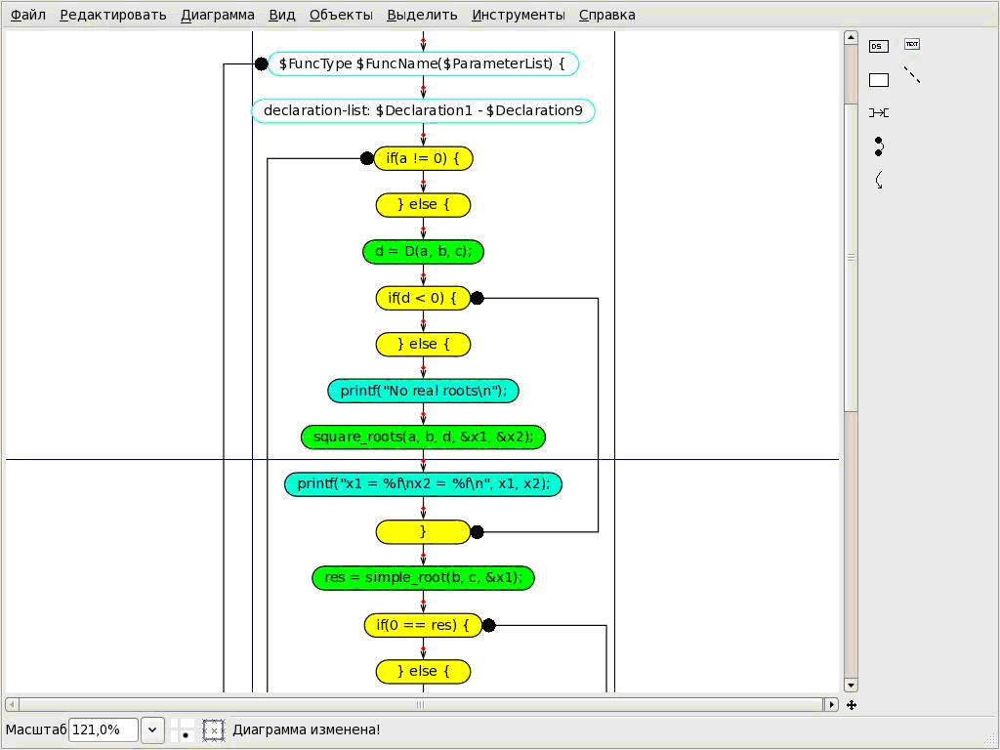 Файл Редактировать Диаграмма Вид Объекты Выделить Инструменты Справка
DS TEXT
$FuncType $FuncName($ParameterList) {
declaration-list: $Declaration1 - $Declaration9
if(a != 0) {
} else {
d = D(a, b, c);
if(d < 0) {
} else {
printf("No real roots\n");
square_roots(a, b, d, &x1, &x2);
printf("x1 = %f\nx2 = %f\n", x1, x2);
}
res = simple_root(b, c, &x1);
if(0 == res) {
} else {
Масштаб 121,0% Диаграмма изменена!